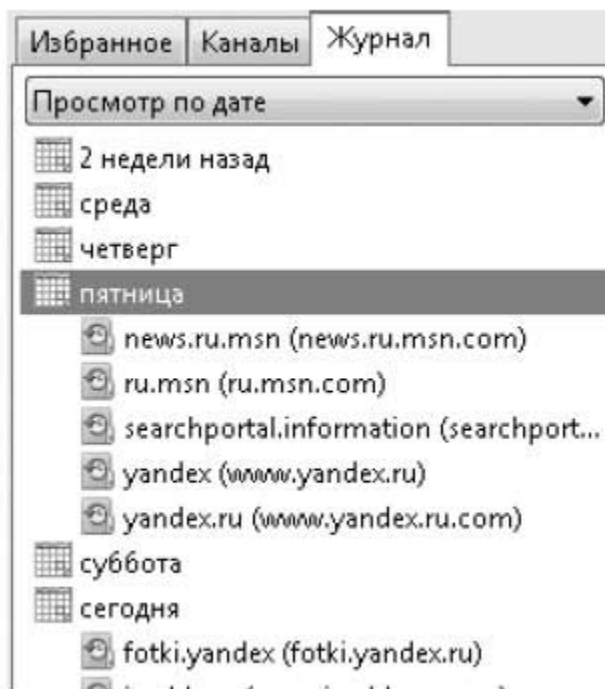 Избранное Каналы Журнал
Просмотр по дате
2 недели назад
среда
четверг
пятница
news.ru.msn (news.ru.msn.com)
ru.msn (ru.msn.com)
searchportal.information (searchport...
yandex (www.yandex.ru)
yandex.ru (www.yandex.ru.com)
суббота
сегодня
fotki.yandex (fotki.yandex.ru)